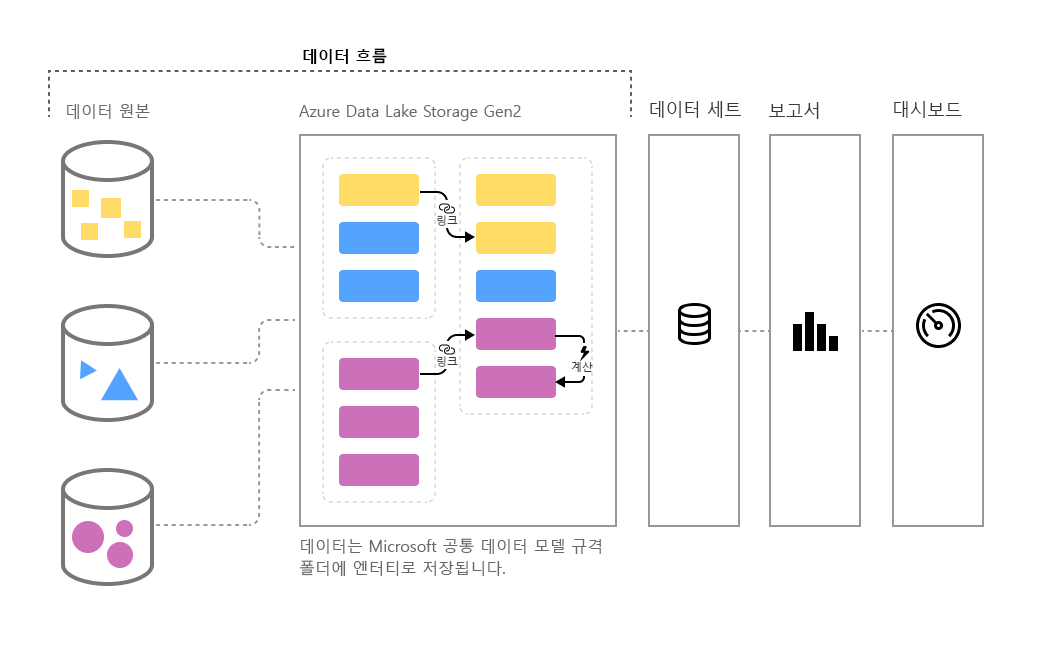 데이터 흐름
데이터 원본
Azure Data Lake Storage Gen2
데이터 세트
보고서
대시보드
링크
링크
계산
데이터는 Microsoft 공통 데이터 모델 규격
폴더에 엔터티로 저장됩니다.